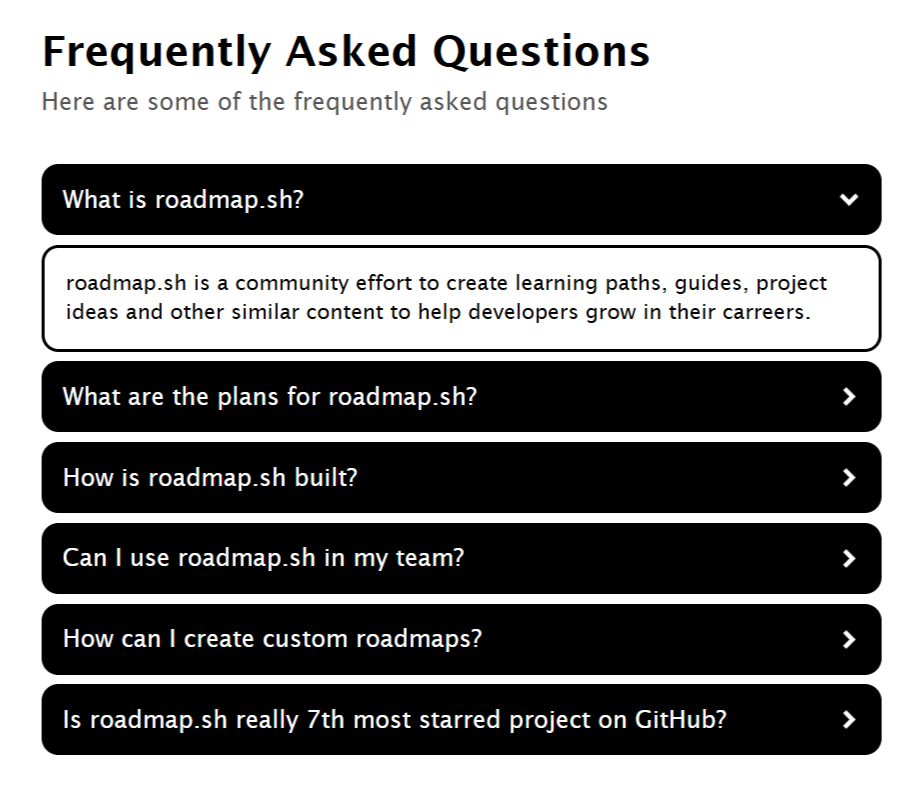 Frequently Asked Questions
Here are some of the frequently asked questions
What is roadmap.sh?
roadmap.sh is a community effort to create learning paths, guides, project
ideas and other similar content to help developers grow in their carreers.
What are the plans for roadmap.sh?
How is roadmap.sh built?
Can I use roadmap.sh in my team?
How can I create custom roadmaps?
Is roadmap.sh really 7th most starred project on GitHub?